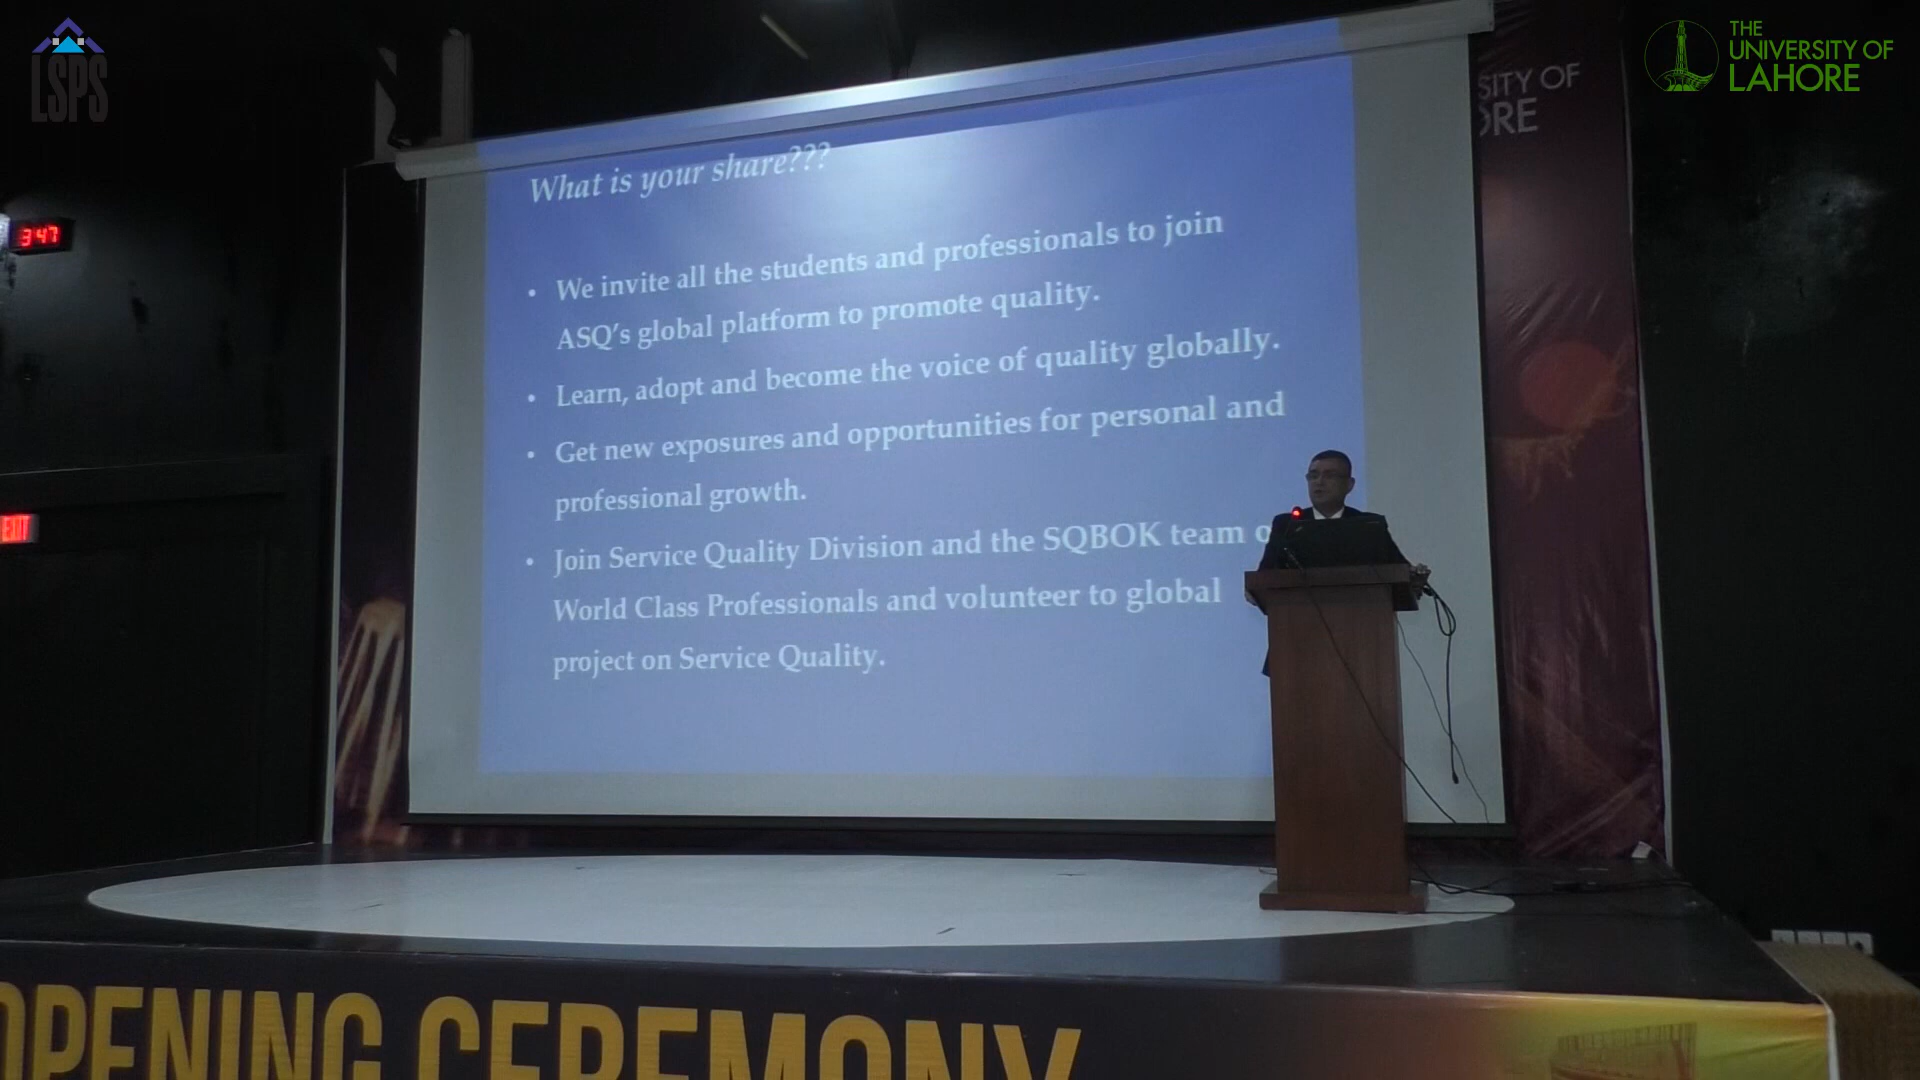 LSPS
THE
UNIVERSITY OF
LAHORE
SITY OF
ORE
3:47
EXIT
What is your share???
• We invite all the students and professionals to join
ASQ's global platform to promote quality.
• Learn, adopt and become the voice of quality globally.
• Get new exposures and opportunities for personal and
professional growth.
• Join Service Quality Division and the SQBOK team o
World Class Professionals and volunteer to global
project on Service Quality.
OPENING CEREMONY